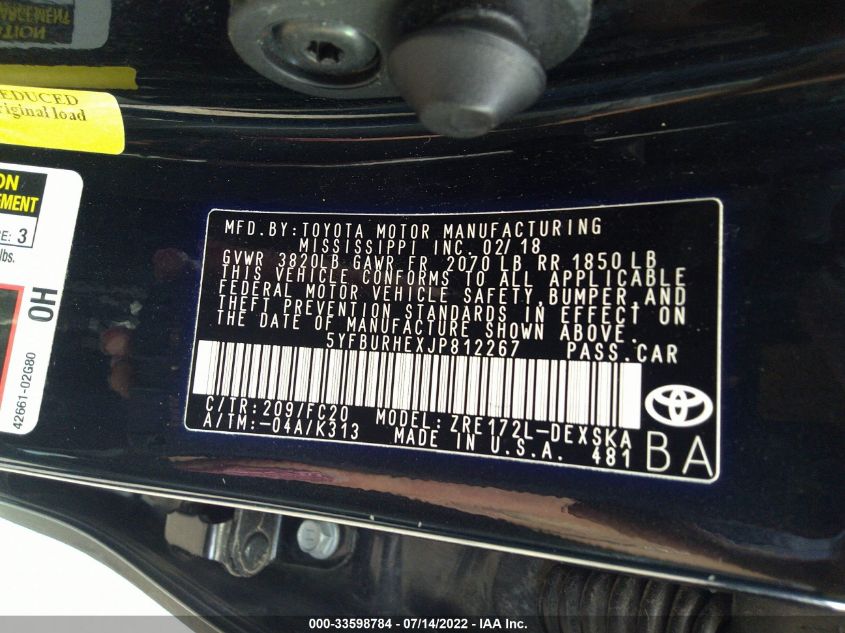 EDUCED
riginal load
ON
EMENT
E: 3
lbs.
OH
42661-02G80
MFD.BY:TOYOTA MOTOR MANUFACTURING
MISSISSIPPI INC. 02/18
GVWR 3820LB GAWR FR 2070 LB RR 1850 LB
THIS VEHICLE CONFORMS TO ALL APPLICABLE
FEDERAL MOTOR VEHICLE SAFETY,BUMPER,AND
THEFT PREVENTION STANDARDS IN EFFECT ON
THE DATE OF MANUFACTURE SHOWN ABOVE.
5YFBURHEXJP812267 PASS.CAR
C/TR:209/FC20 MODEL:ZRE172L-DEXSKA
A/TM:-04A/K313 MADE IN U.S.A. 481
BA
000-33598784 - 07/14/2022 - IAA Inc.